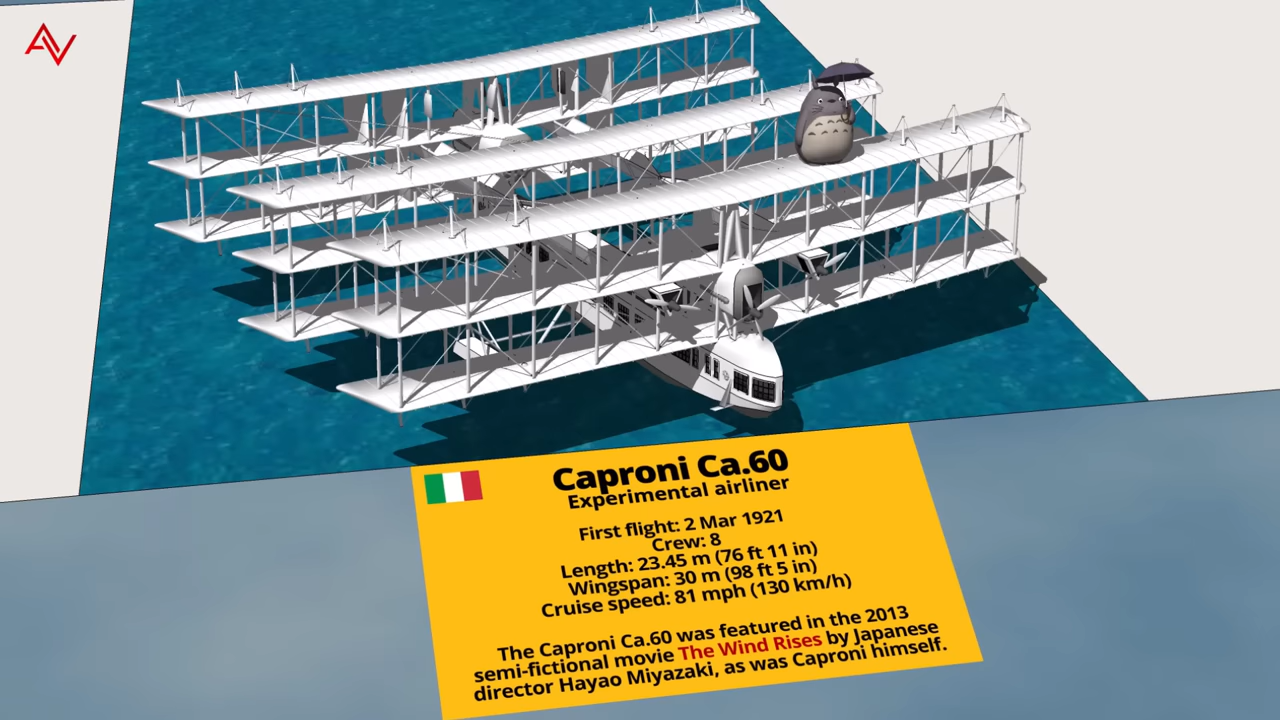 AV
Caproni Ca.60
Experimental airliner
First flight: 2 Mar 1921
Crew: 8
Length: 23.45 m (76 ft 11 in)
Wingspan: 30 m (98 ft 5 in)
Cruise speed: 81 mph (130 km/h)
The Caproni Ca.60 was featured in the 2013
semi-fictional movie The Wind Rises by Japanese
director Hayao Miyazaki, as was Caproni himself.